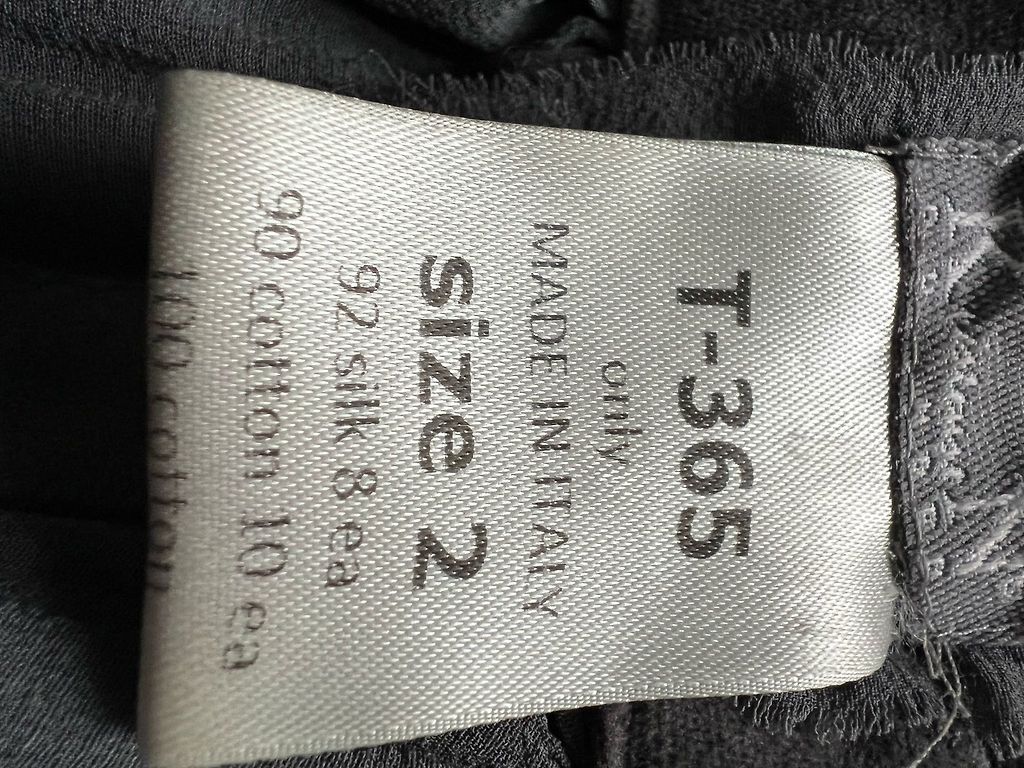 T-365
only
MADE IN ITALY
size 2
92 silk 8 ea
90 cotton 10 ea
100 cotton